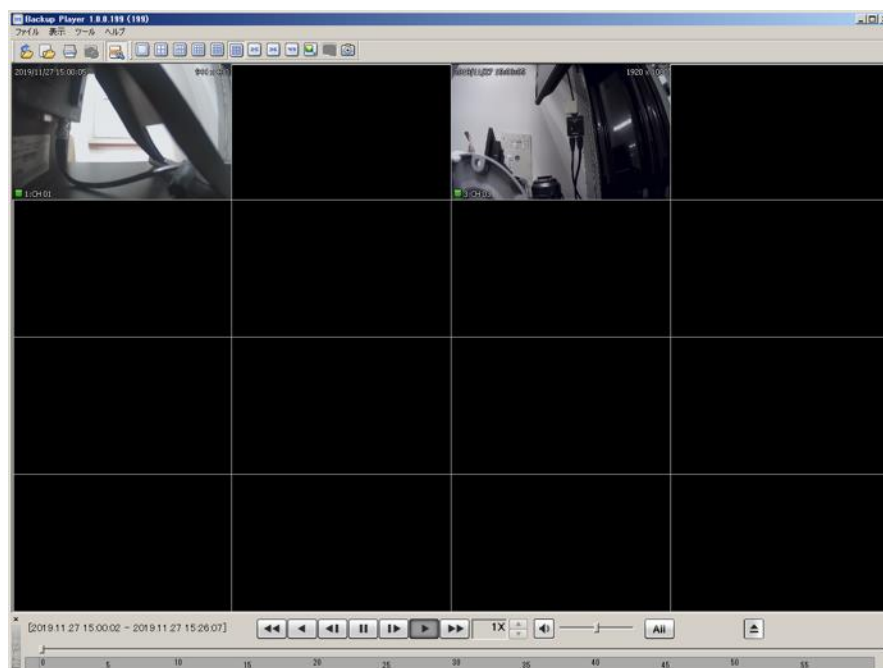 Backup Player 1.0.0.199 (199)
ファイル 表示 ツール ヘルプ
2019/11/27 15:00:05
1920 x 1080
1:CH 01
3:CH 03
[2019.11.27 15:00:02 ~ 2019.11.27 15:26:07]
1X
All
0 5 10 15 20 25 30 35 40 45 50 55